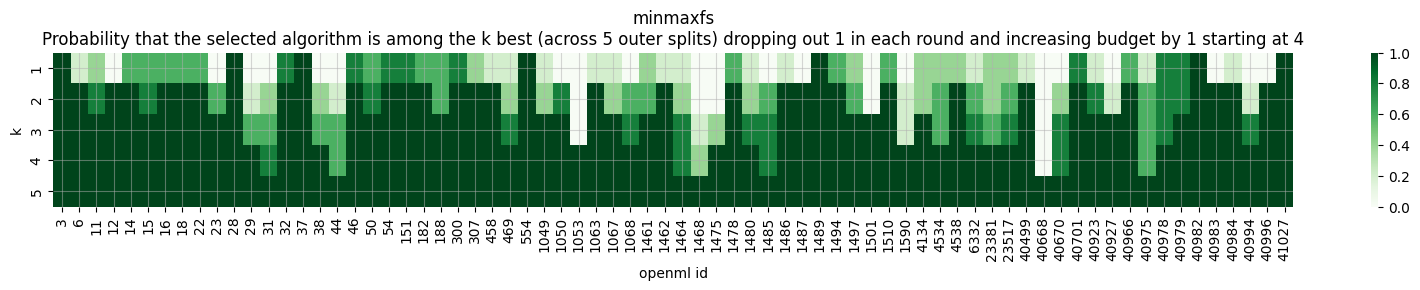 minmaxfs
Probability that the selected algorithm is among the k best (across 5 outer splits) dropping out 1 in each round and increasing budget by 1 starting at 4
k
1
2
3
4
5
3 6 11 12 14 15 16 18 22 23 28 29 31 32 37 38 44 46 50 54 151 182 188 300 307 458 469 554 1049 1050 1053 1063 1067 1068 1461 1462 1464 1468 1475 1478 1480 1485 1486 1487 1489 1494 1497 1501 1510 1590 4134 4534 4538 6332 23381 23517 40499 40668 40670 40701 40923 40927 40966 40975 40978 40979 40982 40983 40984 40994 40996 41027
openml id
1.0
0.8
0.6
0.4
0.2
0.0